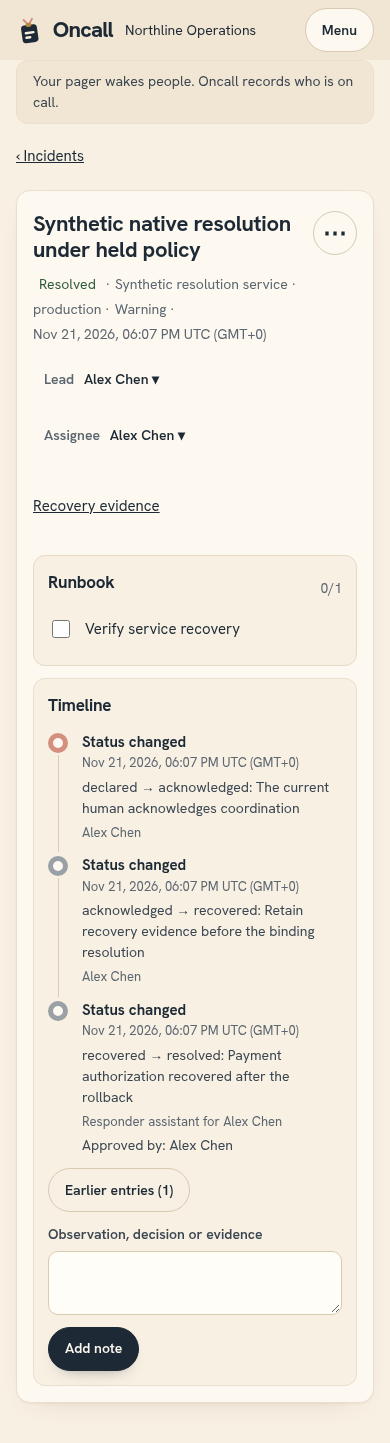 Oncall Northline Operations Menu
Your pager wakes people. Oncall records who is on
call.
‹ Incidents
Synthetic native resolution
under held policy
...
Resolved · Synthetic resolution service ·
production · Warning ·
Nov 21, 2026, 06:07 PM UTC (GMT+0)
Lead Alex Chen ▾
Assignee Alex Chen ▾
Recovery evidence
Runbook 0/1
Verify service recovery
Timeline
Status changed
Nov 21, 2026, 06:07 PM UTC (GMT+0)
declared → acknowledged: The current
human acknowledges coordination
Alex Chen
Status changed
Nov 21, 2026, 06:07 PM UTC (GMT+0)
acknowledged → recovered: Retain
recovery evidence before the binding
resolution
Alex Chen
Status changed
Nov 21, 2026, 06:07 PM UTC (GMT+0)
recovered → resolved: Payment
authorization recovered after the
rollback
Responder assistant for Alex Chen
Approved by: Alex Chen
Earlier entries (1)
Observation, decision or evidence
Add note